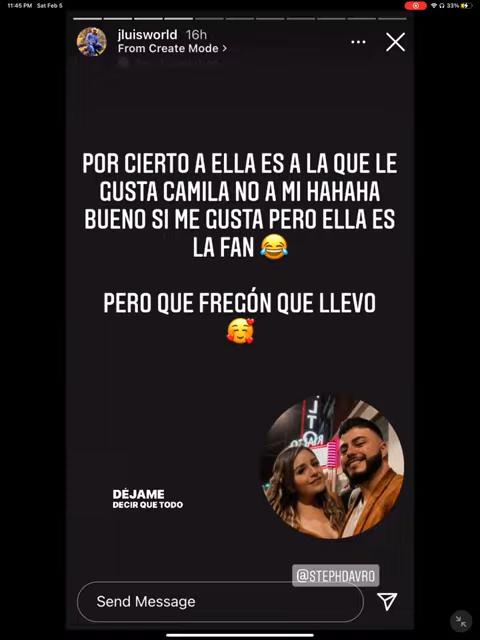 11:45 PM Sat Feb 5
33%
jluisworld 16h
From Create Mode >
POR CIERTO A ELLA ES A LA QUE LE
GUSTA CAMILA NO A MI HAHAHA
BUENO SI ME GUSTA PERO ELLA ES
LA FAN 😂
PERO QUE FREGÓN QUE LLEVO
🥰
DÉJAME
DECIR QUE TODO
@STEPHDAVRO
Send Message